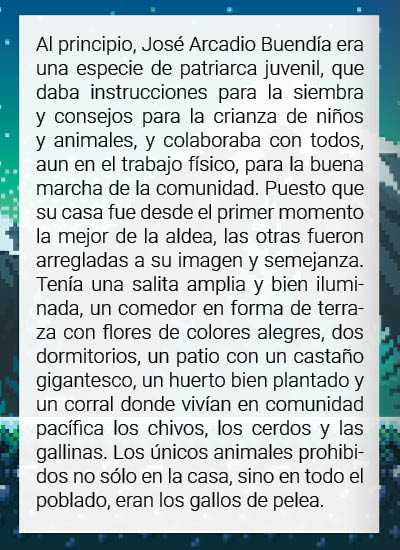 Al principio, José Arcadio Buendía era
una especie de patriarca juvenil, que
daba instrucciones para la siembra
y consejos para la crianza de niños
y animales, y colaboraba con todos,
aun en el trabajo físico, para la buena
marcha de la comunidad. Puesto que
su casa fue desde el primer momento
la mejor de la aldea, las otras fueron
arregladas a su imagen y semejanza.
Tenía una salita amplia y bien ilumi-
nada, un comedor en forma de terra-
za con flores de colores alegres, dos
dormitorios, un patio con un castaño
gigantesco, un huerto bien plantado y
un corral donde vivían en comunidad
pacífica los chivos, los cerdos y las
gallinas. Los únicos animales prohibi-
dos no sólo en la casa, sino en todo el
poblado, eran los gallos de pelea.